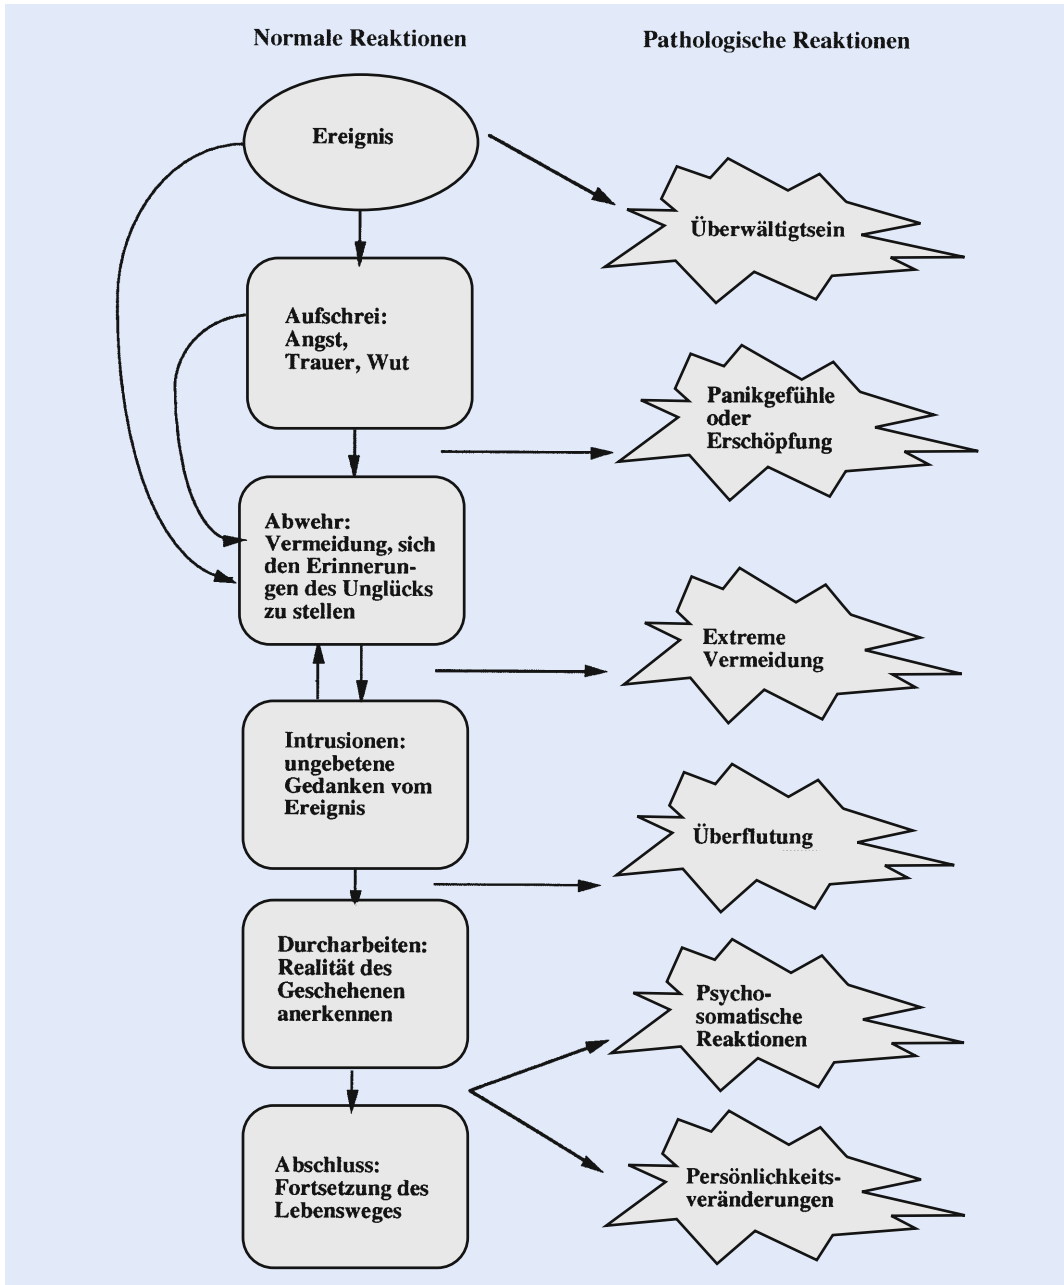 Normale Reaktionen
Pathologische Reaktionen
Ereignis
Überwältigtsein
Aufschrei:
Angst,
Trauer, Wut
Panikgefühle
oder
Erschöpfung
Abwehr:
Vermeidung, sich
den Erinnerun-
gen des Unglücks
zu stellen
Extreme
Vermeidung
Intrusionen:
ungebetene
Gedanken vom
Ereignis
Überflutung
Durcharbeiten:
Realität des
Geschehenen
anerkennen
Psycho-
somatische
Reaktionen
Abschluss:
Fortsetzung des
Lebensweges
Persönlichkeits-
veränderungen